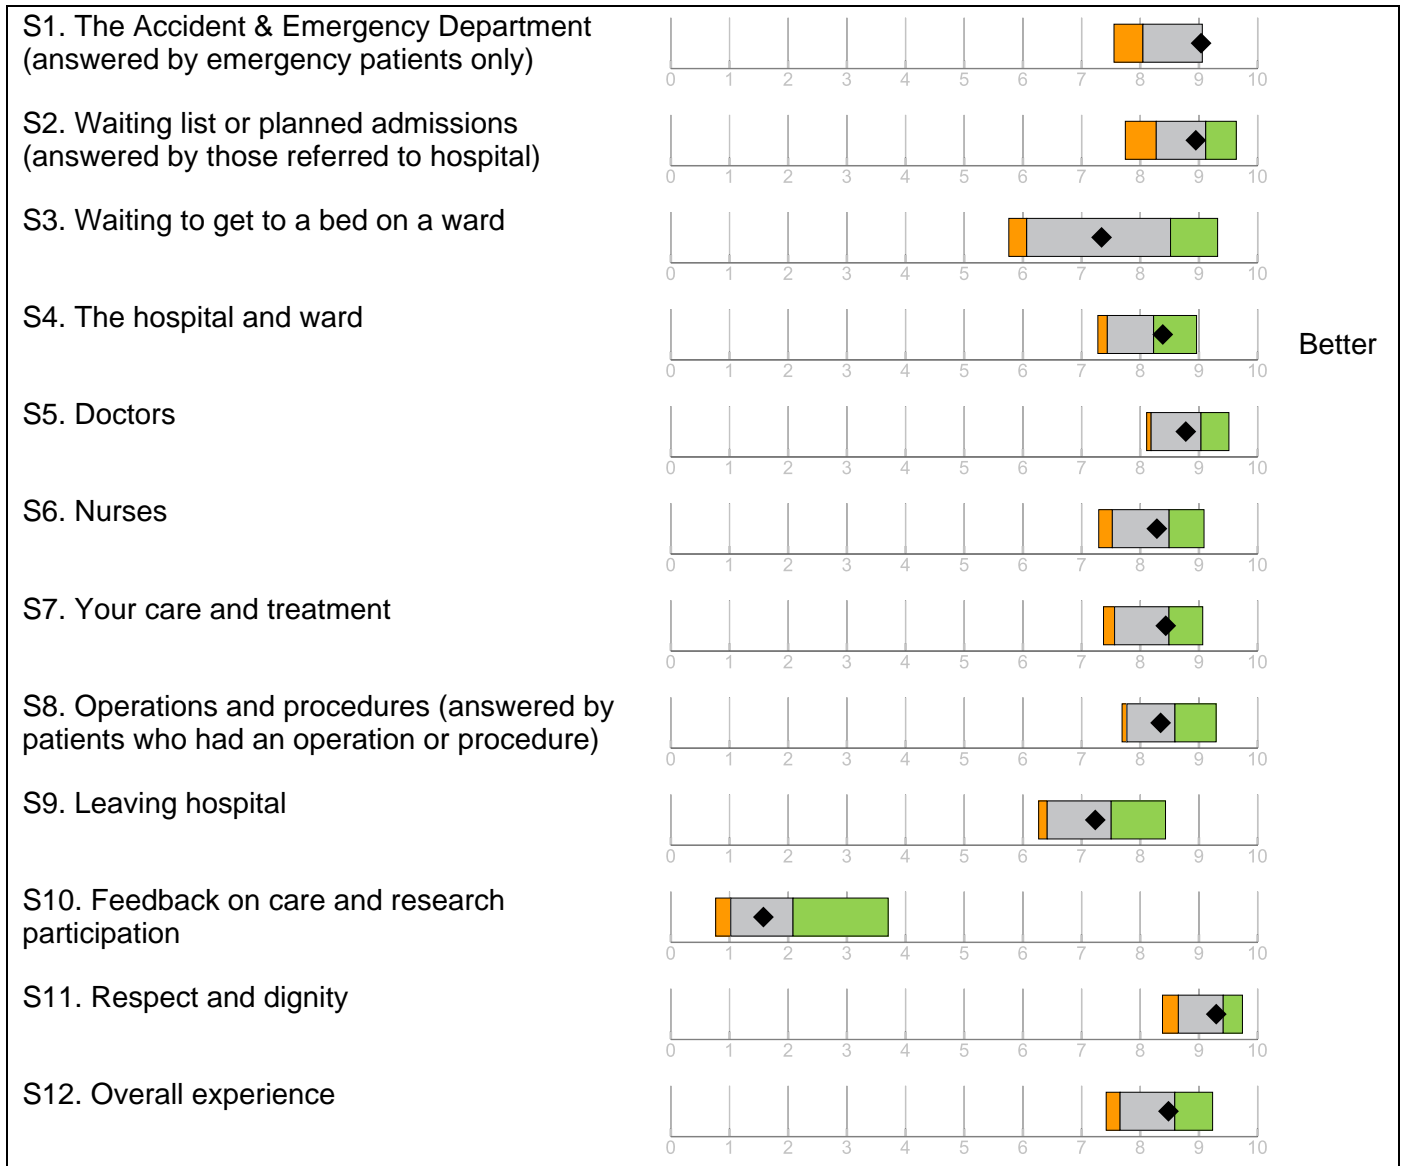 S1. The Accident & Emergency Department
(answered by emergency patients only)
0 1 2 3 4 5 6 7 8 9 10
S2. Waiting list or planned admissions
(answered by those referred to hospital)
0 1 2 3 4 5 6 7 8 9 10
S3. Waiting to get to a bed on a ward
0 1 2 3 4 5 6 7 8 9 10
S4. The hospital and ward
Better
0 1 2 3 4 5 6 7 8 9 10
S5. Doctors
0 1 2 3 4 5 6 7 8 9 10
S6. Nurses
0 1 2 3 4 5 6 7 8 9 10
S7. Your care and treatment
0 1 2 3 4 5 6 7 8 9 10
S8. Operations and procedures (answered by
patients who had an operation or procedure)
0 1 2 3 4 5 6 7 8 9 10
S9. Leaving hospital
0 1 2 3 4 5 6 7 8 9 10
S10. Feedback on care and research
participation
0 1 2 3 4 5 6 7 8 9 10
S11. Respect and dignity
0 1 2 3 4 5 6 7 8 9 10
S12. Overall experience
0 1 2 3 4 5 6 7 8 9 10